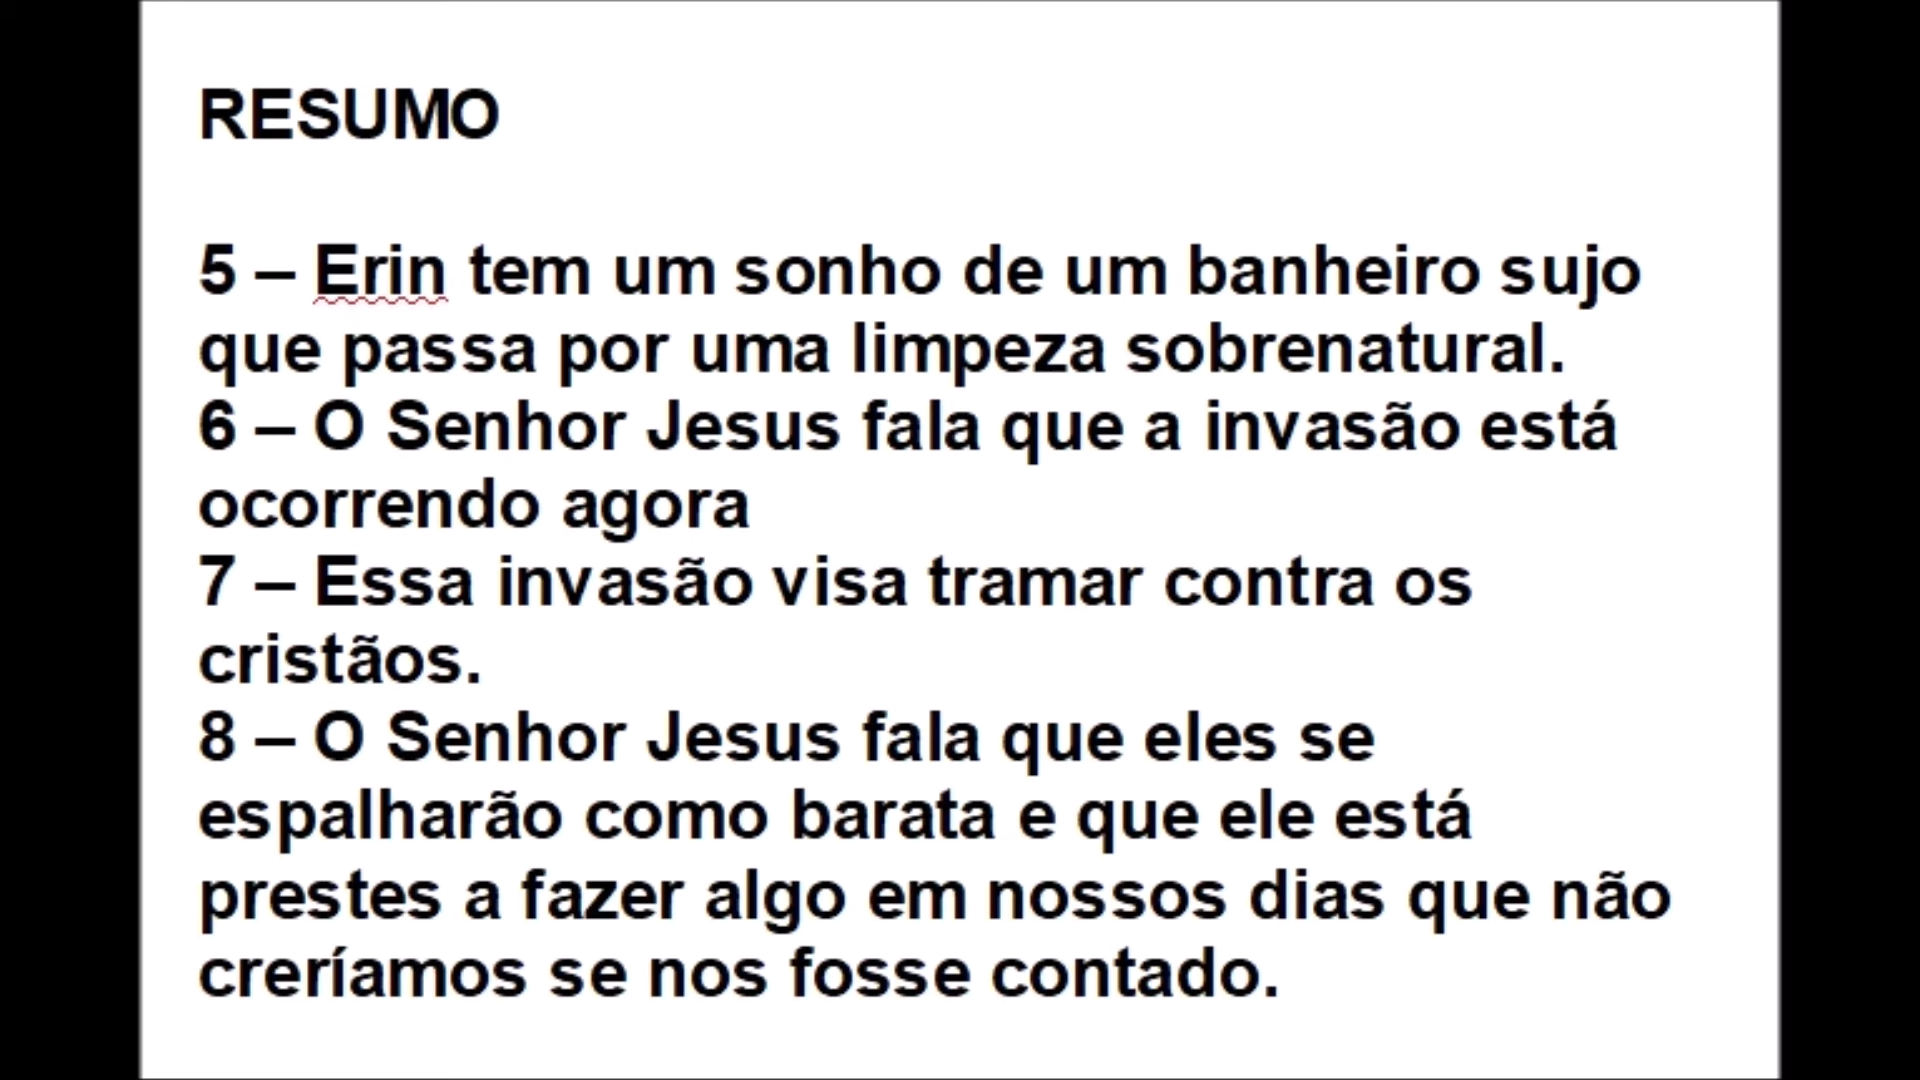 RESUMO
5 – Erin tem um sonho de um banheiro sujo
que passa por uma limpeza sobrenatural.
6 – O Senhor Jesus fala que a invasão está
ocorrendo agora
7 – Essa invasão visa tramar contra os
cristãos.
8 – O Senhor Jesus fala que eles se
espalharão como barata e que ele está
prestes a fazer algo em nossos dias que não
creríamos se nos fosse contado.